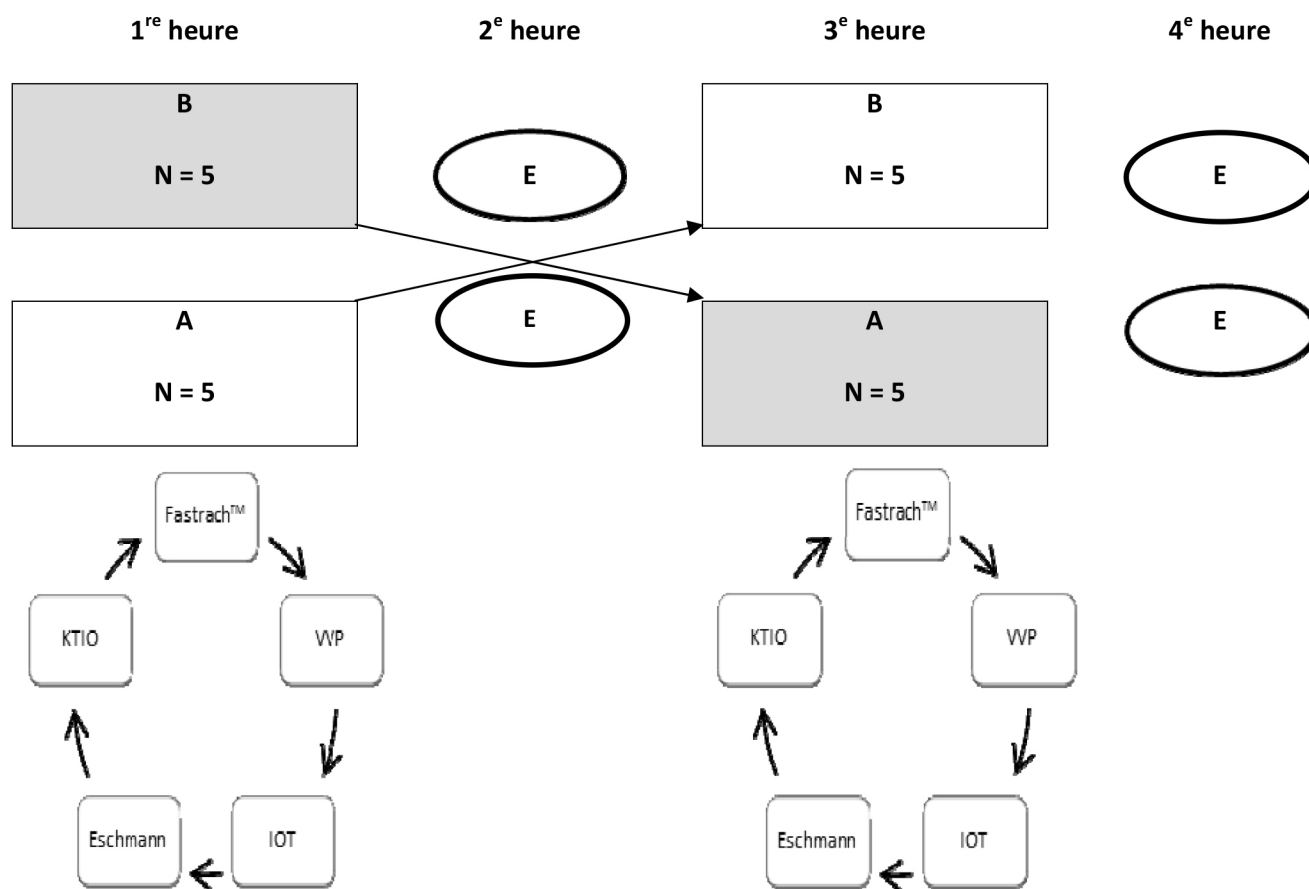 1re heure 2e heure 3e heure 4e heure
B B
N = 5 E N = 5 E
A E A E
N = 5 N = 5
Fastrach™ Fastrach™
KTIO VVP KTIO VVP
Eschmann IOT Eschmann IOT